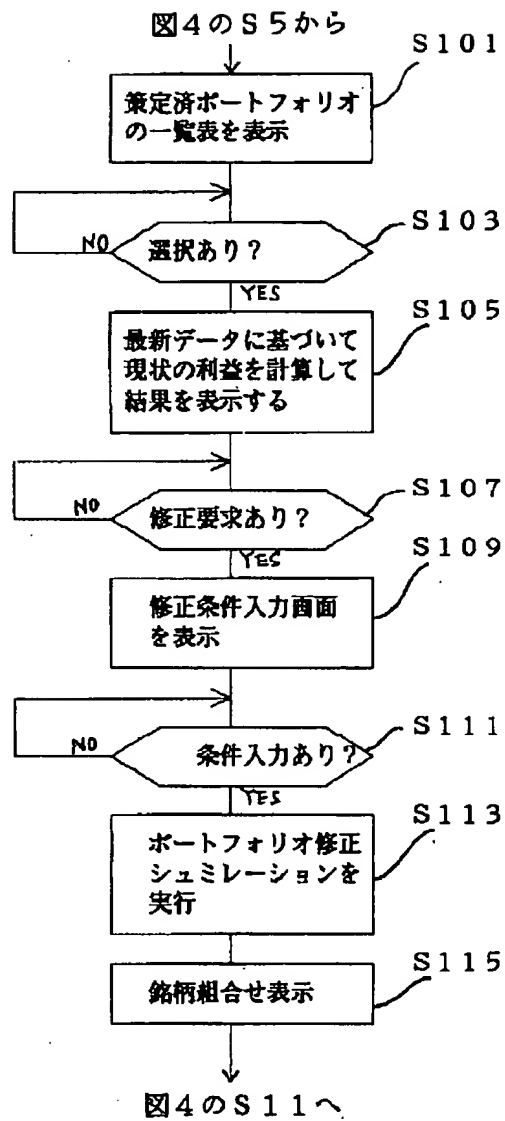 図4のS5から
S101
策定済ポートフォリオ
の一覧表を表示
S103
NO
選択あり?
YES
S105
最新データに基づいて
現状の利益を計算して
結果を表示する
S107
NO
修正要求あり?
YES
S109
修正条件入力画面
を表示
S111
NO
条件入力あり?
YES
S113
ポートフォリオ修正
シュミレーションを
実行
S115
銘柄組合せ表示
図4のS11へ